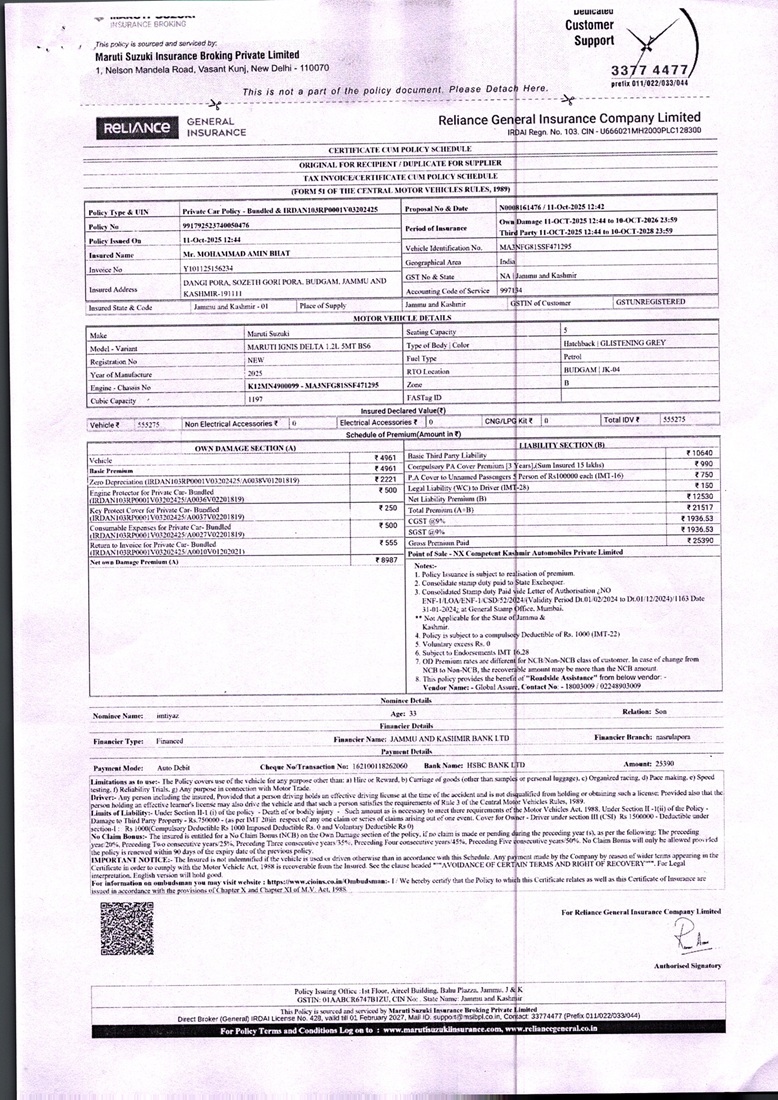 MARUTI SUZUKI
INSURANCE BROKING
This policy is sourced and serviced by:
Maruti Suzuki Insurance Broking Private Limited
1, Nelson Mandela Road, Vasant Kunj, New Delhi - 110070
Dedicated
Customer
Support
3377 4477
prefix 011/022/033/044
This is not a part of the policy document. Please Detach Here.
RELIANCE GENERAL INSURANCE
Reliance General Insurance Company Limited
IRDAI Regn. No. 103. CIN - U666021MH2000PLC128300
CERTIFICATE CUM POLICY SCHEDULE
ORIGINAL FOR RECIPIENT / DUPLICATE FOR SUPPLIER
TAX INVOICE/CERTIFICATE CUM POLICY SCHEDULE
(FORM 51 OF THE CENTRAL MOTOR VEHICLES RULES, 1989)
Policy Type & UIN Private Car Policy - Bundled & IRDAN103RP0001V03202425
Policy No 991792523740050476
Policy Issued On 11-Oct-2025 12:44
Insured Name Mr. MOHAMMAD AMIN BHAT
Invoice No Y101125156234
Insured Address DANGI PORA, SOZETH GORI PORA, BUDGAM, JAMMU AND
KASHMIR-191111
Proposal No & Date N0008161476 / 11-Oct-2025 12:42
Period of Insurance Own Damage 11-OCT-2025 12:44 to 10-OCT-2026 23:59
Third Party 11-OCT-2025 12:44 to 10-OCT-2028 23:59
Vehicle Identification No. MA3NFG81SSF471295
Geographical Area India
GST No & State NA | Jammu and Kashmir
Accounting Code of Service 997134
Insured State & Code Jammu and Kashmir - 01 Place of Supply Jammu and Kashmir GSTIN of Customer GSTUNREGISTERED
MOTOR VEHICLE DETAILS
Make Maruti Suzuki
Model - Variant MARUTI IGNIS DELTA 1.2L 5MT BS6
Registration No NEW
Year of Manufacture 2025
Engine - Chassis No K12MN4900099 - MA3NFG81SSF471295
Cubic Capacity 1197
Seating Capacity 5
Type of Body | Color Hatchback | GLISTENING GREY
Fuel Type Petrol
RTO Location BUDGAM | JK-04
Zone B
FASTag ID
Insured Declared Value(₹)
Vehicle ₹ 555275 Non Electrical Accessories ₹ 0 Electrical Accessories ₹ 0 CNG/LPG Kit ₹ 0 Total IDV ₹ 555275
Schedule of Premium(Amount in ₹)
OWN DAMAGE SECTION (A)
Vehicle ₹ 4961
Basic Premium ₹ 4961
Zero Depreciation (IRDAN103RP0001V03202425/A0038V01201819) ₹ 2221
Engine Protector for Private Car- Bundled
(IRDAN103RP0001V03202425/A0036V02201819) ₹ 500
Key Protect Cover for Private Car- Bundled
(IRDAN103RP0001V03202425/A0037V02201819) ₹ 250
Consumable Expenses for Private Car- Bundled
(IRDAN103RP0001V03202425/A0027V02201819) ₹ 500
Return to Invoice for Private Car- Bundled
(IRDAN103RP0001V03202425/A0010V01202021) ₹ 555
Net own Damage Premium (A) ₹ 8987
LIABILITY SECTION (B)
Basic Third Party Liability ₹ 10640
Compulsory PA Cover Premium [3 Years],(Sum Insured 15 lakhs) ₹ 990
P.A Cover to Unnamed Passengers 5 Person of Rs100000 each (IMT-16) ₹ 750
Legal Liability (WC) to Driver (IMT-28) ₹ 150
Net Liability Premium (B) ₹ 12530
Total Premium (A+B) ₹ 21517
CGST @9% ₹ 1936.53
SGST @9% ₹ 1936.53
Gross Premium Paid ₹ 25390
Point of Sale - NX Competent Kashmir Automobiles Private Limited
Notes:-
1. Policy Issuance is subject to realisation of premium.
2. Consolidate stamp duty paid to State Exchequer.
3. Consolidated Stamp duty Paid vide Letter of Authorisation ¿NO
ENF-1/LOA/ENF-1/CSD/52/2024/(Validity Period Dt.01/02/2024 to Dt.01/12/2024)/1163 Date
31-01-2024¿ at General Stamp Office, Mumbai.
** Not Applicable for the State of Jammu &
Kashmir.
4. Policy is subject to a compulsory Deductible of Rs. 1000 (IMT-22)
5. Voluntary excess Rs. 0
6. Subject to Endorsements IMT 16,28
7. OD Premium rates are different for NCB/Non-NCB class of customer. In case of change from
NCB to Non-NCB, the recoverable amount may be more than the NCB amount
8. This policy provides the benefit of "Roadside Assistance" from below vendor: -
Vendor Name: - Global Assure, Contact No: - 18003009 / 02248903009
Nominee Details
Nominee Name: imtiyaz Age: 33 Relation: Son
Financier Details
Financier Type: Financed Financier Name: JAMMU AND KASHMIR BANK LTD Financier Branch: nasrulapora
Payment Details
Payment Mode: Auto Debit Cheque No/Transaction No: 162100118262060 Bank Name: HSBC BANK LTD Amount: 25390
Limitations as to use:- The Policy covers use of the vehicle for any purpose other than: a) Hire or Reward, b) Carriage of goods (other than samples or personal luggage), c) Organized racing, d) Pace making, e) Speed
testing, f) Reliability Trials, g) Any purpose in connection with Motor Trade.
Driver:- Any person including the insured, Provided that a person driving holds an effective driving license at the time of the accident and is not disqualified from holding or obtaining such a license; Provided also that the
person holding an effective learner's license may also drive the vehicle and that such a person satisfies the requirements of Rule 3 of the Central Motor Vehicles Rules, 1989.
Limits of Liability:- Under Section II-1 (i) of the policy - Death of or bodily injury - Such amount as is necessary to meet there requirements of the Motor Vehicles Act, 1988. Under Section II -1(ii) of the Policy -
Damage to Third Party Property - Rs.750000 - (as per IMT 20)in respect of any one claim or series of claims arising out of one event. Cover for Owner - Driver under section III (CSI) Rs 1500000 - Deductible under
section-I : Rs 1000(Compulsory Deductible Rs 1000 Imposed Deductible Rs. 0 and Voluntary Deductible Rs 0)
No Claim Bonus:- The insured is entitled for a No Claim Bonus (NCB) on the Own Damage section of the policy, if no claim is made or pending during the preceding year (s), as per the following: The preceding
year/20%, Preceding Two consecutive years/25%, Preceding Three consecutive years/35%, Preceding Four consecutive years/45%, Preceding Five consecutive years/50%. No Claim Bonus will only be allowed provided
the policy is renewed within 90 days of the expiry date of the previous policy.
IMPORTANT NOTICE:- The Insured is not indemnified if the vehicle is used or driven otherwise than in accordance with this Schedule. Any payment made by the Company by reason of wider terms appearing in the
Certificate in order to comply with the Motor Vehicle Act, 1988 is recoverable from the Insured. See the clause headed """AVOIDANCE OF CERTAIN TERMS AND RIGHT OF RECOVERY""". For Legal
interpretation, English version will hold good.
For information on ombudsman you may visit website : https://www.cioins.co.in/Ombudsman:- I / We hereby certify that the Policy to which this Certificate relates as well as this Certificate of Insurance are
issued in accordance with the provisions of Chapter X and Chapter XI of M.V. Act, 1988.
For Reliance General Insurance Company Limited
Authorised Signatory
Policy Issuing Office :1st Floor, Aircel Building, Bahu Plazza, Jammu, J & K
GSTIN: 01AABCR6747B1ZU, CIN No: . State Name: Jammu and Kashmir
This Policy is sourced and serviced by Maruti Suzuki Insurance Broking Private Limited
Direct Broker (General) IRDAI License No. 428, valid till 01 February 2027, Mail ID: support@msibpl.co.in, Contact: 33774477 (Prefix 011/022/033/044)
For Policy Terms and Conditions Log on to : www.marutisuzukiinsurance.com, www.reliancegeneral.co.in